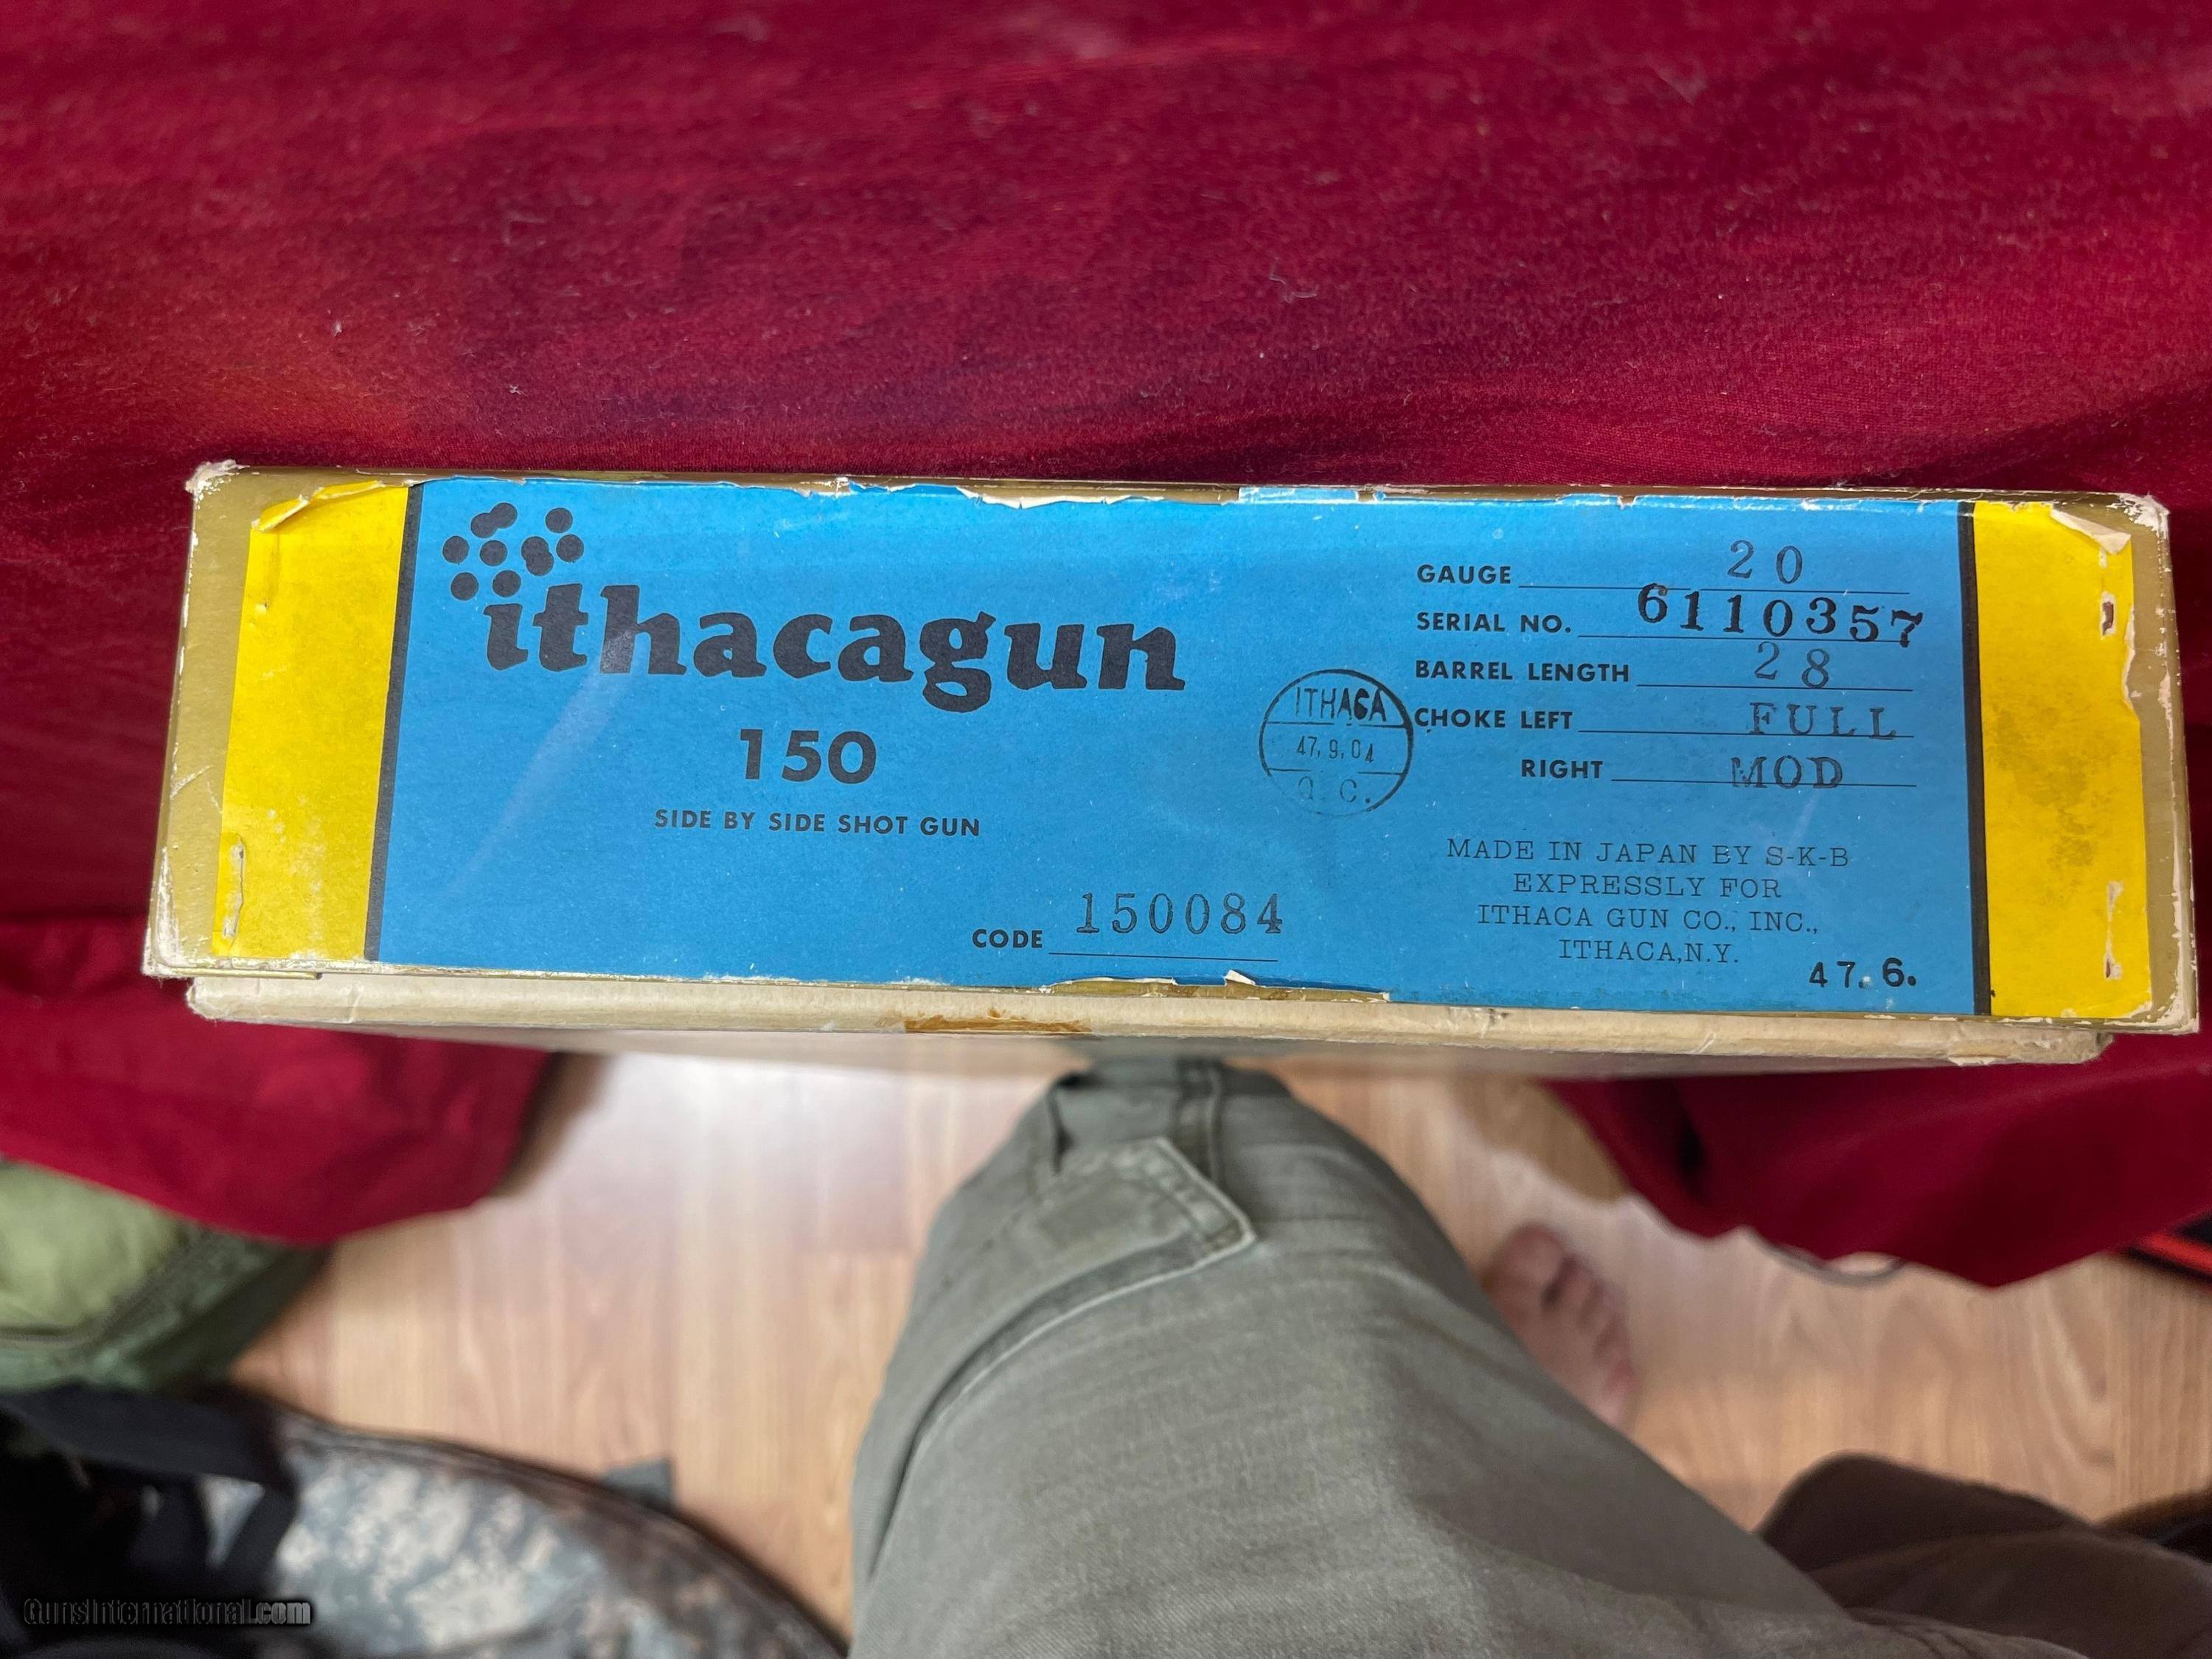 ithacagun
150
SIDE BY SIDE SHOT GUN
CODE 150084
ITHACA
47.9.04
Q.C.
GAUGE 20
SERIAL NO. 6110357
BARREL LENGTH 28
CHOKE LEFT FULL
RIGHT MOD
MADE IN JAPAN BY S-K-B
EXPRESSLY FOR
ITHACA GUN CO., INC.,
ITHACA,N.Y.
47.6.
GunsInternational.com